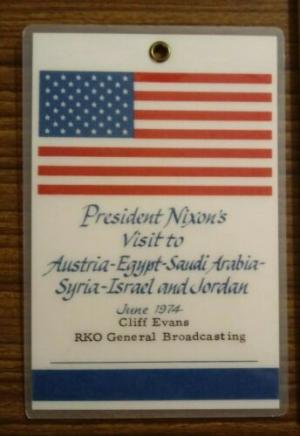 President Nixon's
Visit to
Austria-Egypt-Saudi Arabia-
Syria-Israel and Jordan
June 1974
Cliff Evans
RKO General Broadcasting